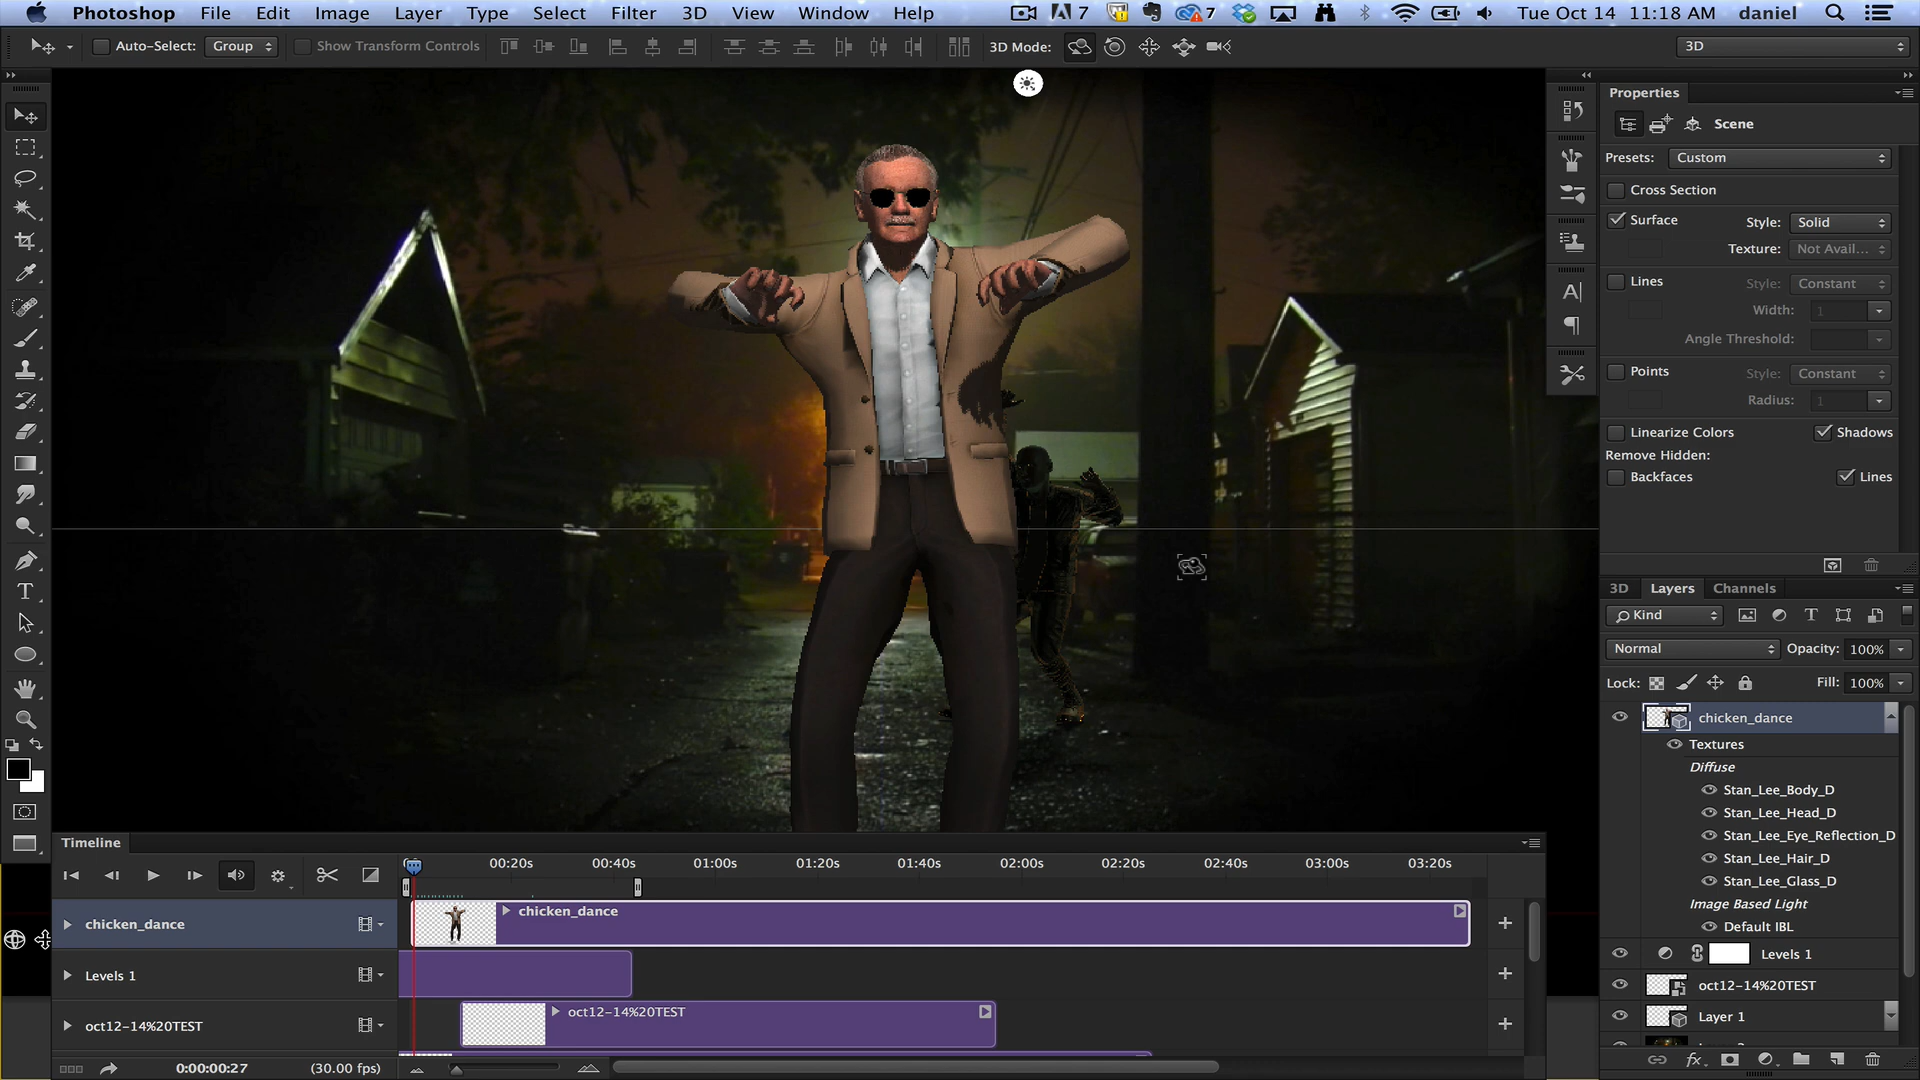 Photoshop File Edit Image Layer Type Select Filter 3D View Window Help 7 7 Tue Oct 14 11:18 AM daniel
Auto-Select: Group Show Transform Controls 3D Mode: 3D
Properties
Scene
Presets: Custom
Cross Section
Surface Style: Solid
Texture: Not Avail...
Lines Style: Constant
Width: 1
Angle Threshold:
Points Style: Constant
Radius: 1
Linearize Colors Shadows
Remove Hidden:
Backfaces Lines
3D Layers Channels
Kind
Normal Opacity: 100%
Lock: Fill: 100%
chicken_dance
Textures
Diffuse
Stan_Lee_Body_D
Stan_Lee_Head_D
Stan_Lee_Eye_Reflection_D
Stan_Lee_Hair_D
Stan_Lee_Glass_D
Image Based Light
Default IBL
Levels 1
oct12-14%20TEST
Layer 1
Timeline
00:20s 00:40s 01:00s 01:20s 01:40s 02:00s 02:20s 02:40s 03:00s 03:20s
chicken_dance chicken_dance
Levels 1
oct12-14%20TEST oct12-14%20TEST
0:00:00:27 (30.00 fps)